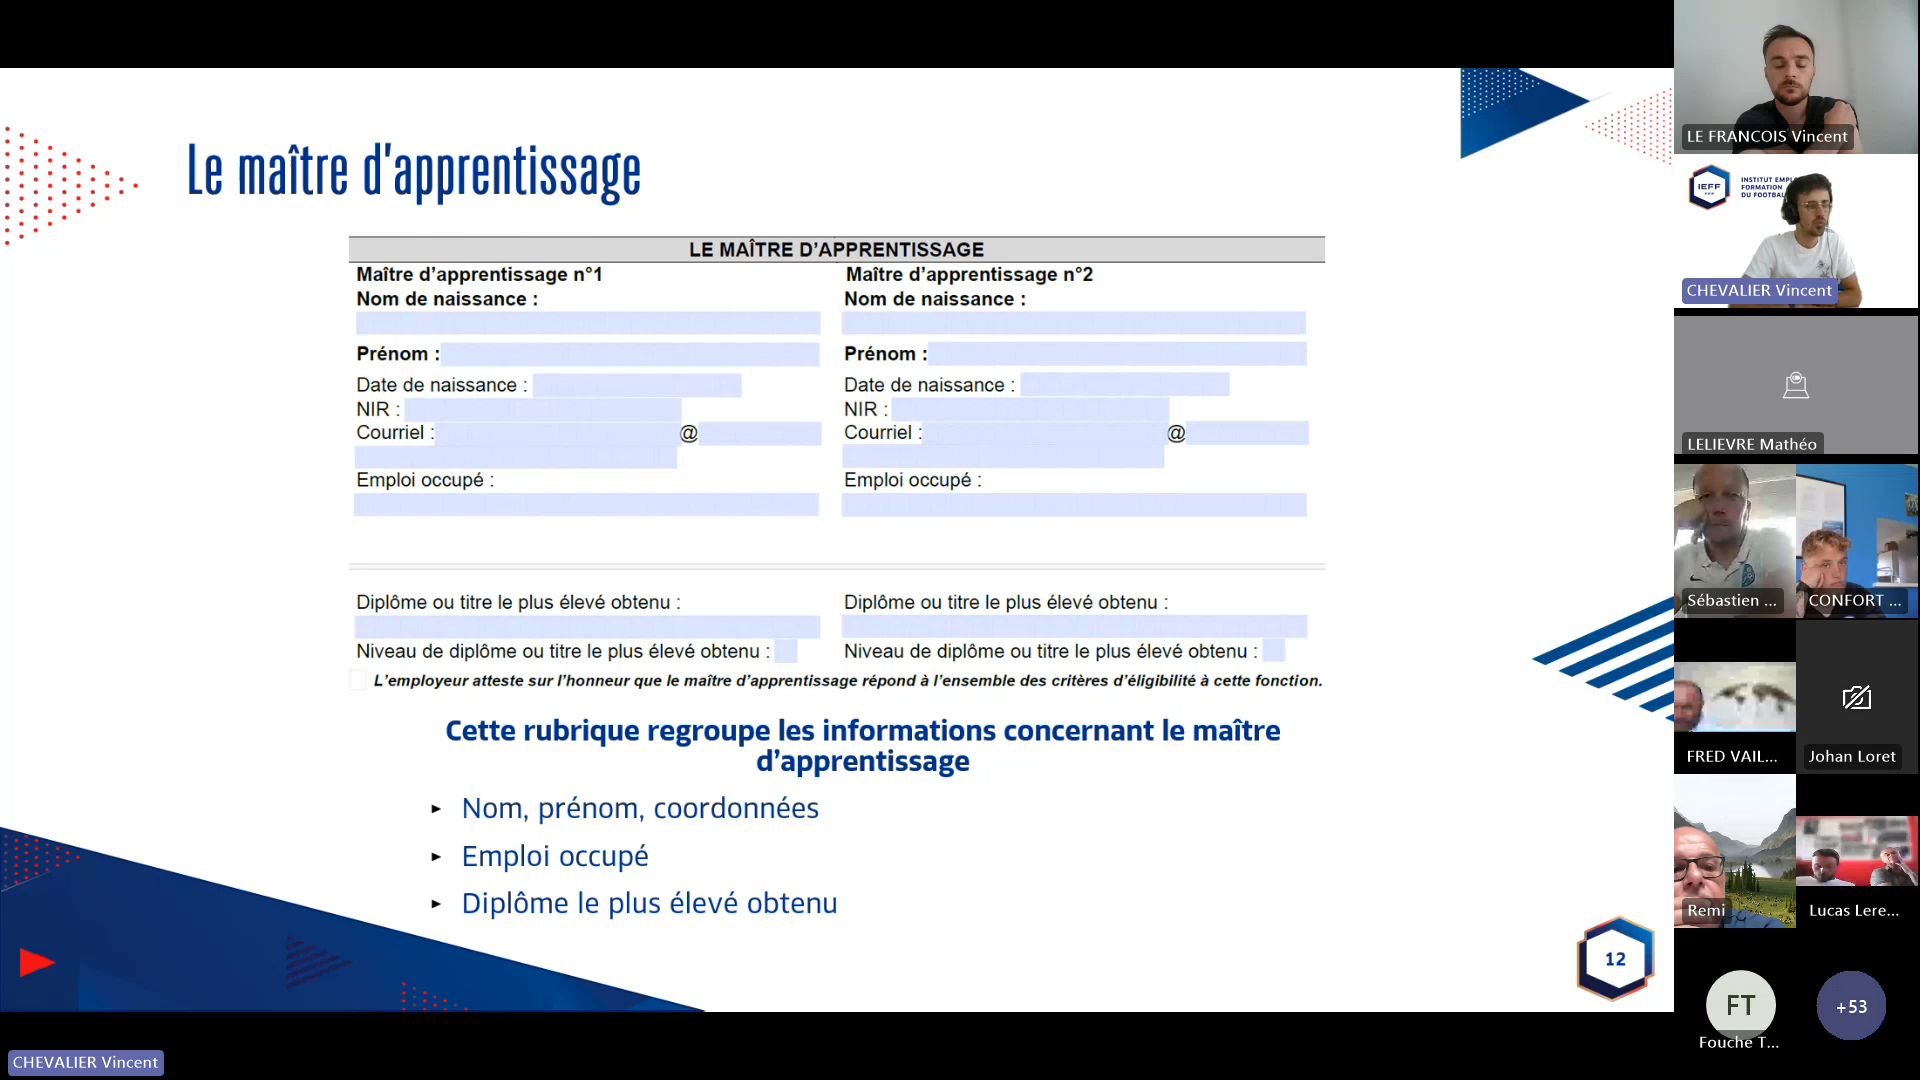 Le maître d'apprentissage
LE MAÎTRE D’APPRENTISSAGE
Maître d’apprentissage n°1
Nom de naissance :
Prénom :
Date de naissance :
NIR :
Courriel : @
Emploi occupé :
Diplôme ou titre le plus élevé obtenu :
Niveau de diplôme ou titre le plus élevé obtenu :
Maître d’apprentissage n°2
Nom de naissance :
Prénom :
Date de naissance :
NIR :
Courriel : @
Emploi occupé :
Diplôme ou titre le plus élevé obtenu :
Niveau de diplôme ou titre le plus élevé obtenu :
L’employeur atteste sur l’honneur que le maître d’apprentissage répond à l’ensemble des critères d’éligibilité à cette fonction.
Cette rubrique regroupe les informations concernant le maître
d’apprentissage
Nom, prénom, coordonnées
Emploi occupé
Diplôme le plus élevé obtenu
12
CHEVALIER Vincent
LE FRANCOIS Vincent
IEFF
INSTITUT EMPL
FORMATION
DU FOOTBA
CHEVALIER Vincent
LELIEVRE Mathéo
Sébastien ...
CONFORT ...
FRED VAIL...
Johan Loret
Remi
Lucas Lere...
FT
Fouche T...
+53